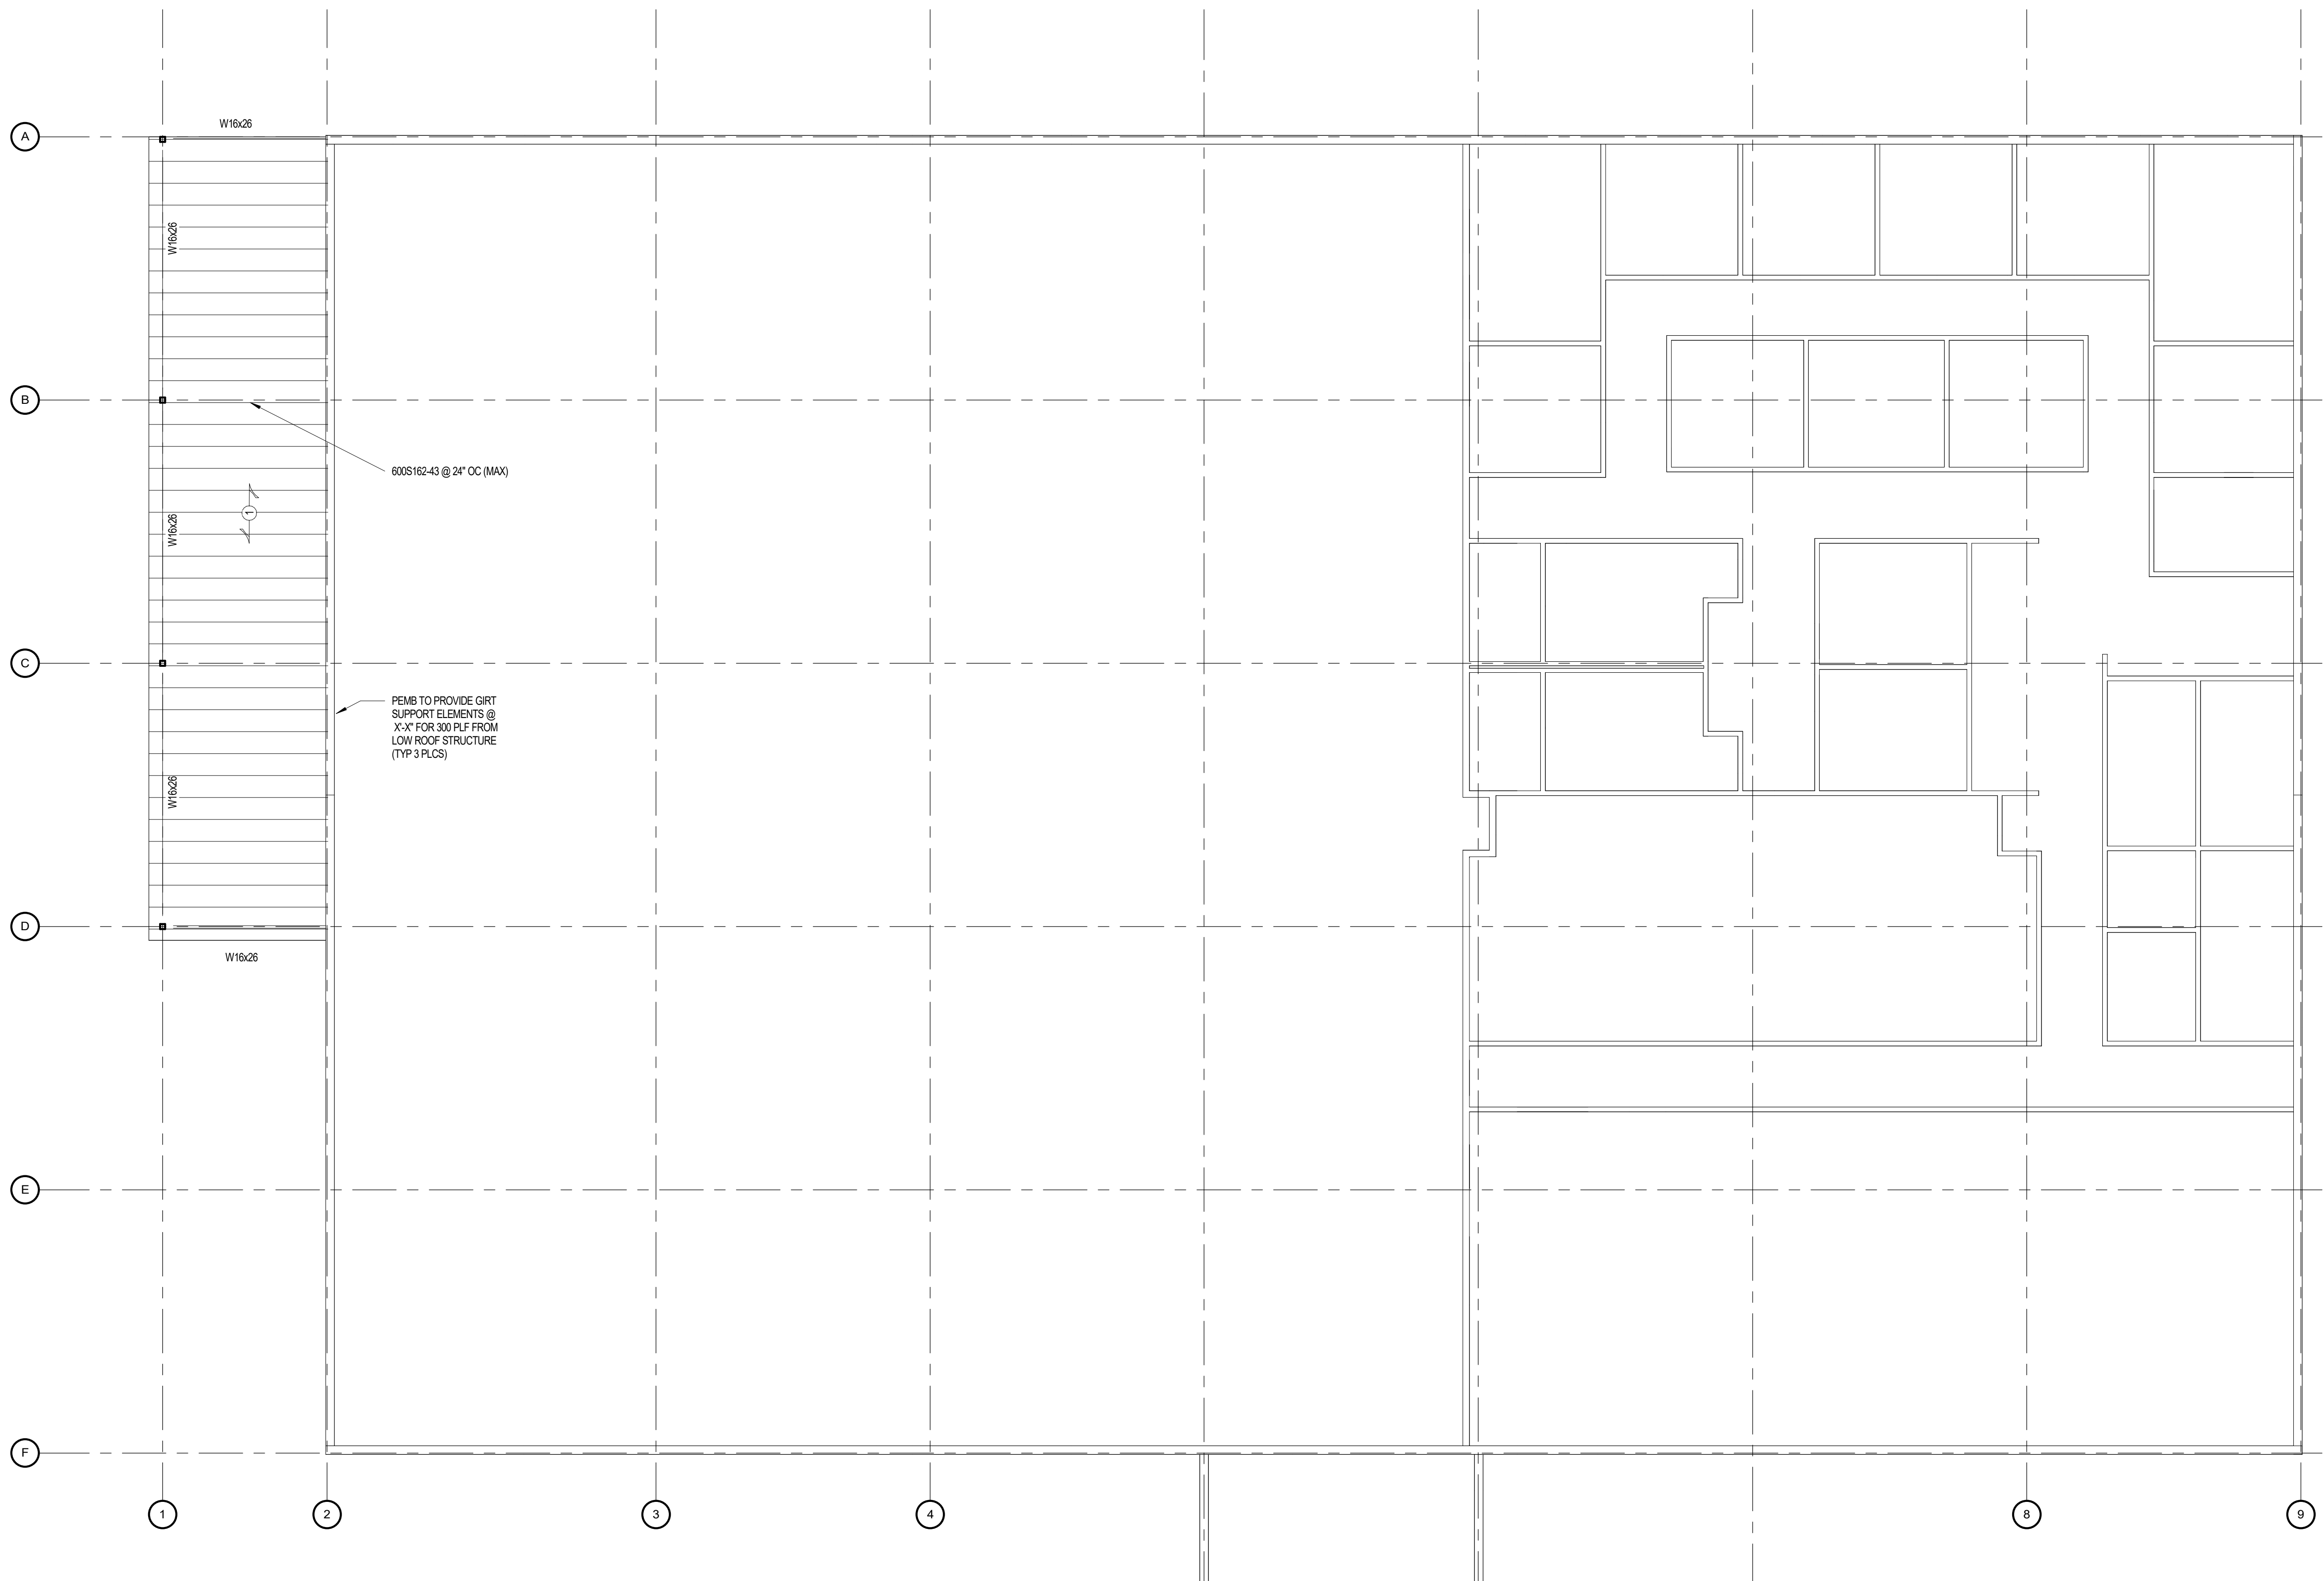 W16x26
A
W16x26
B
600S162-43 @ 24" OC (MAX)
1
W16x26
C
PEMB TO PROVIDE GIRT
SUPPORT ELEMENTS @
X'-X" FOR 300 PLF FROM
LOW ROOF STRUCTURE
(TYP 3 PLCS)
W16x26
D
W16x26
E
F
1
2
3
4
8
9